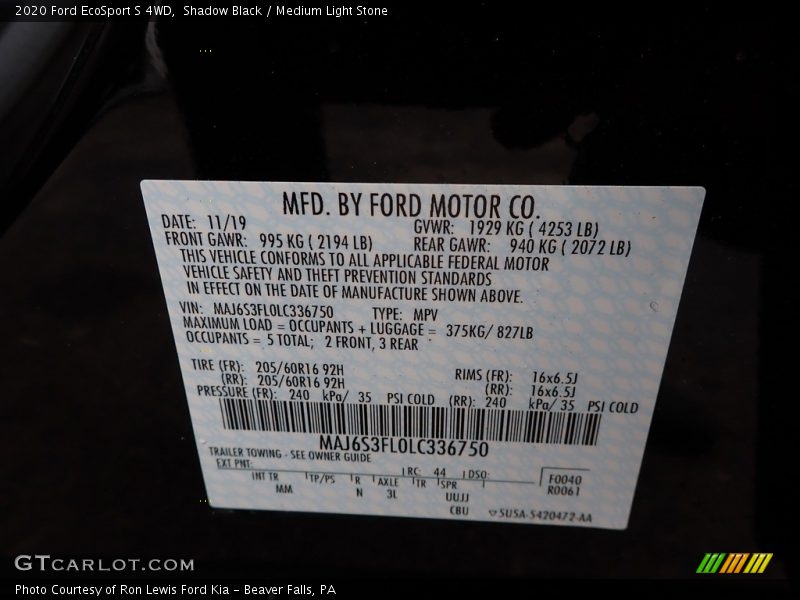 2020 Ford EcoSport S 4WD, Shadow Black / Medium Light Stone
MFD. BY FORD MOTOR CO.
DATE: 11/19 GVWR: 1929 KG ( 4253 LB)
FRONT GAWR: 995 KG ( 2194 LB) REAR GAWR: 940 KG ( 2072 LB)
THIS VEHICLE CONFORMS TO ALL APPLICABLE FEDERAL MOTOR
VEHICLE SAFETY AND THEFT PREVENTION STANDARDS
IN EFFECT ON THE DATE OF MANUFACTURE SHOWN ABOVE.
VIN: MAJ6S3FL0LC336750 TYPE: MPV
MAXIMUM LOAD = OCCUPANTS + LUGGAGE = 375KG/ 827LB
OCCUPANTS = 5 TOTAL; 2 FRONT, 3 REAR
TIRE (FR): 205/60R16 92H RIMS (FR): 16x6.5J
(RR): 205/60R16 92H (RR): 16x6.5J
PRESSURE (FR): 240 kPa/ 35 PSI COLD (RR): 240 kPa/ 35 PSI COLD
MAJ6S3FL0LC336750
TRAILER TOWING - SEE OWNER GUIDE
EXT PNT: RC: 44 DSO: F0040
INT TR TP/PS R AXLE TR SPR R0061
MM N 3L UUJJ
CBU 5USA-5420472-AA
GTCARLOT.COM
Photo Courtesy of Ron Lewis Ford Kia – Beaver Falls, PA